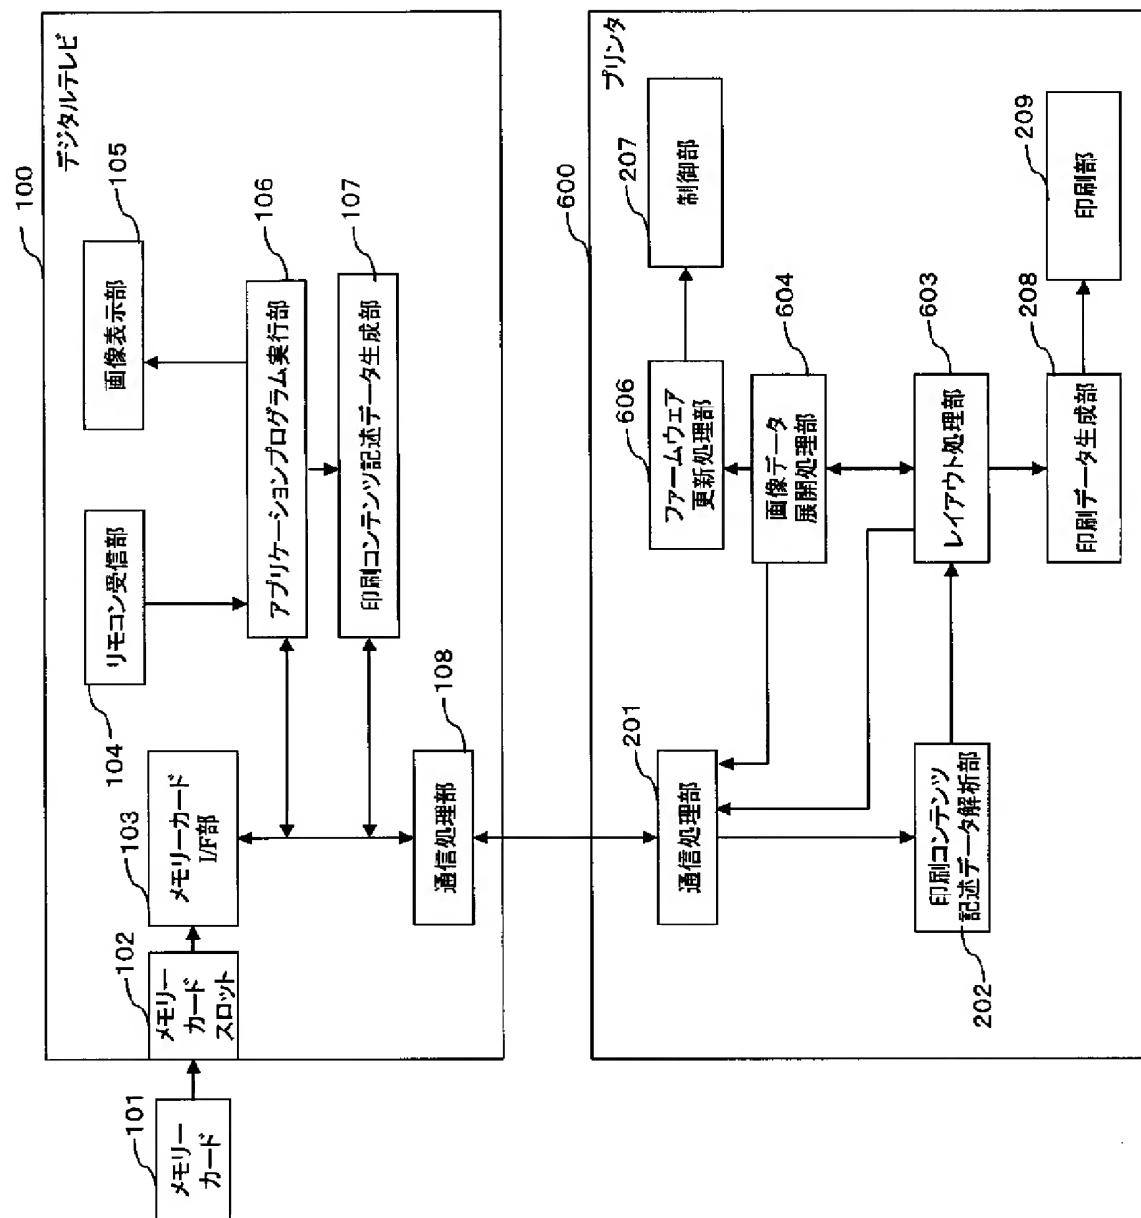 100
デジタルテレビ
101
メモリー
カード
102
メモリー
カード
スロット
103
メモリーカード
I/F部
104
リモコン受信部
105
画像表示部
106
アプリケーションプログラム実行部
107
印刷コンテンツ記述データ生成部
108
通信処理部
600
プリンタ
201
通信処理部
202
印刷コンテンツ
記述データ解析部
606
ファームウェア
更新処理部
207
制御部
604
画像データ
展開処理部
603
レイアウト処理部
208
印刷データ生成部
209
印刷部